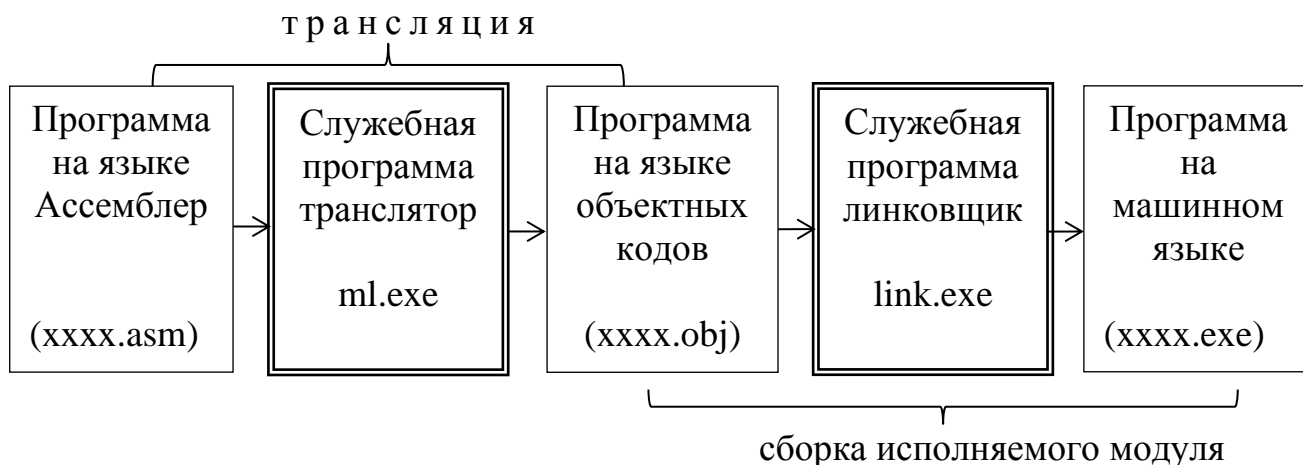 т р а н с л я ц и я
Программа
на языке
Ассемблер
(xxxx.asm)
Служебная
программа
транслятор
ml.exe
Программа
на языке
объектных
кодов
(xxxx.obj)
Служебная
программа
линковщик
link.exe
Программа
на
машинном
языке
(xxxx.exe)
сборка исполняемого модуля